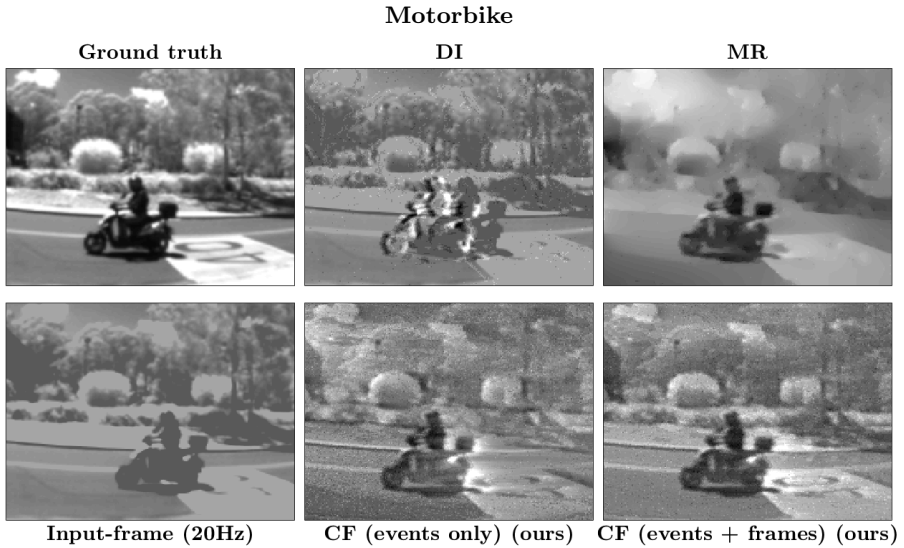 Motorbike
Ground truth
DI
MR
Input-frame (20Hz)
CF (events only) (ours)
CF (events + frames) (ours)